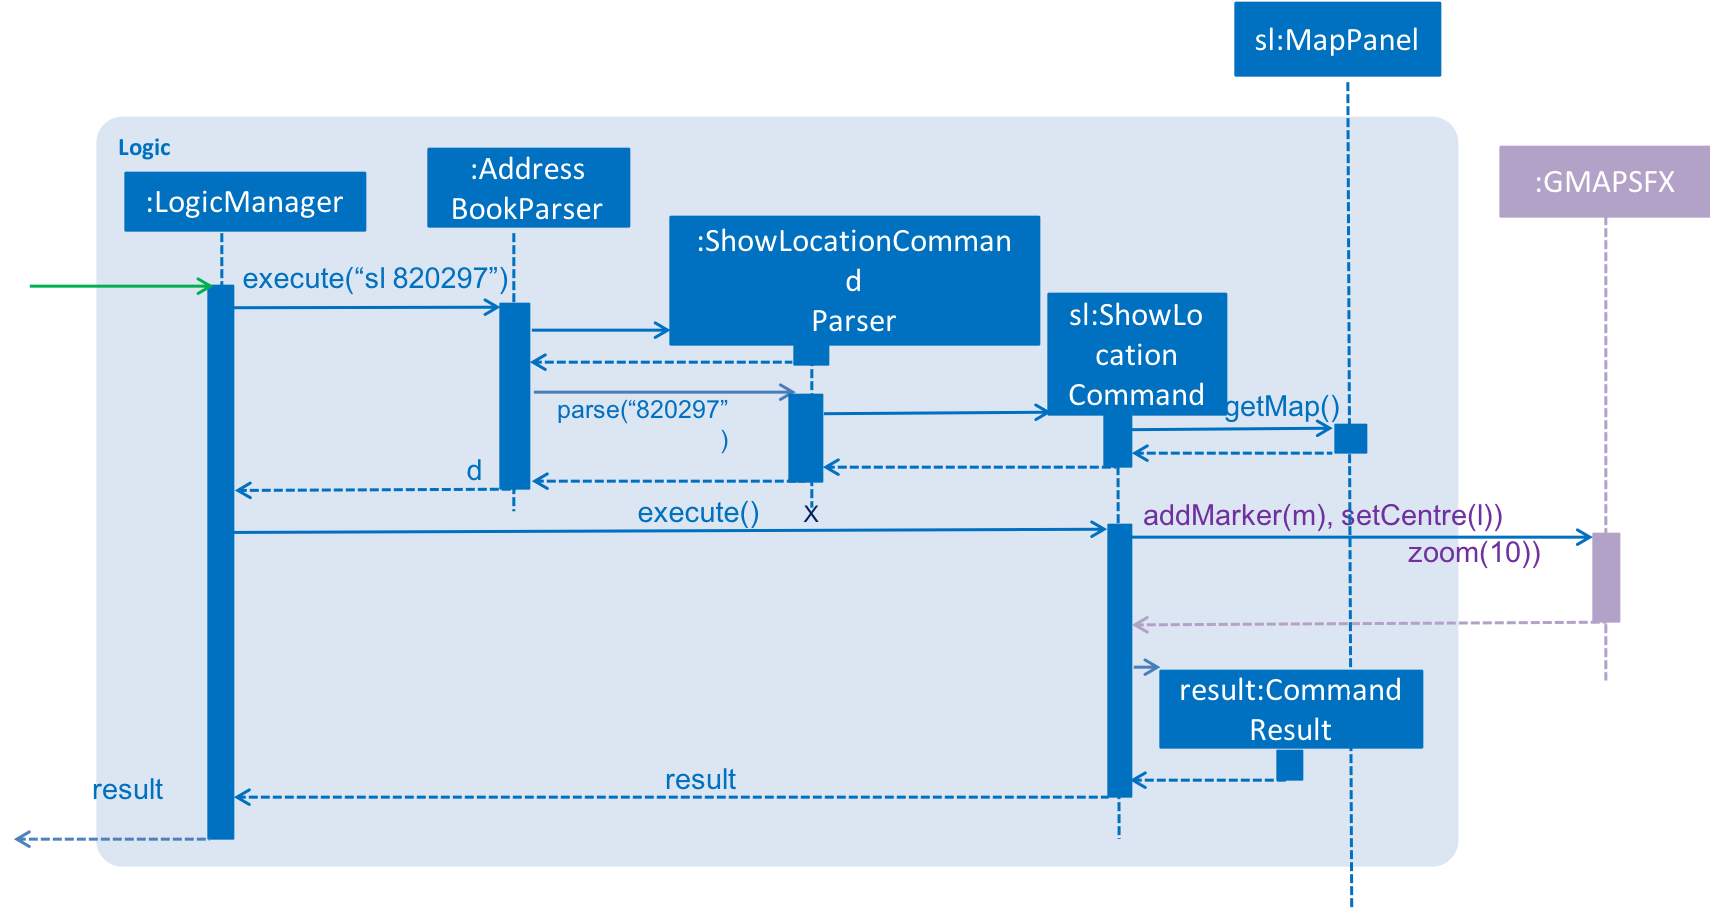 sl:MapPanel
Logic
:LogicManager
:Address
BookParser
:ShowLocationComman
d
Parser
:GMAPSFX
execute(“sl 820297”)
sl:ShowLo
cation
Command
getMap()
parse(“820297”
)
d
execute()
X
addMarker(m), setCentre(l))
zoom(10))
result:Command
Result
result
result